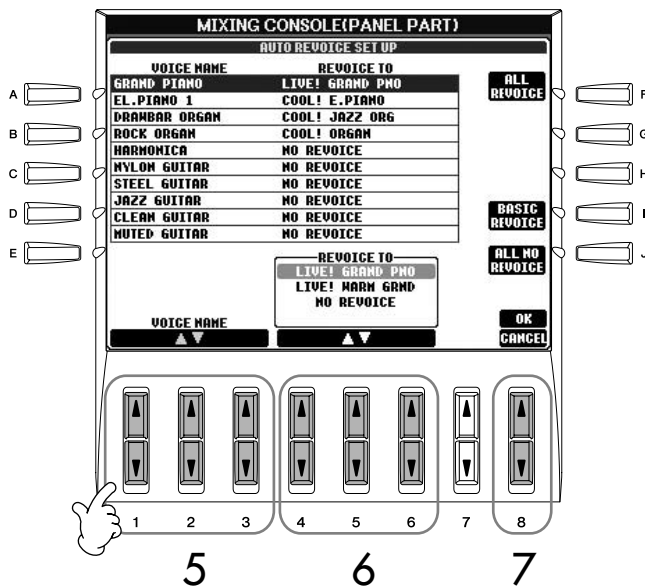 MIXING CONSOLE(PANEL PART)
AUTO REVOICE SET UP
VOICE NAME REVOICE TO
GRAND PIANO LIVE! GRAND PNO
EL.PIANO 1 COOL! E.PIANO
DRAWBAR ORGAN COOL! JAZZ ORG
ROCK ORGAN COOL! ORGAN
HARMONICA NO REVOICE
NYLON GUITAR NO REVOICE
STEEL GUITAR NO REVOICE
JAZZ GUITAR NO REVOICE
CLEAN GUITAR NO REVOICE
MUTED GUITAR NO REVOICE
ALL REVOICE
BASIC REVOICE
ALL NO REVOICE
REVOICE TO
LIVE! GRAND PNO
LIVE! WARM GRND
NO REVOICE
VOICE NAME
OK
CANCEL
A
B
C
D
E
F
G
H
I
J
1 2 3 4 5 6 7 8
5 6 7